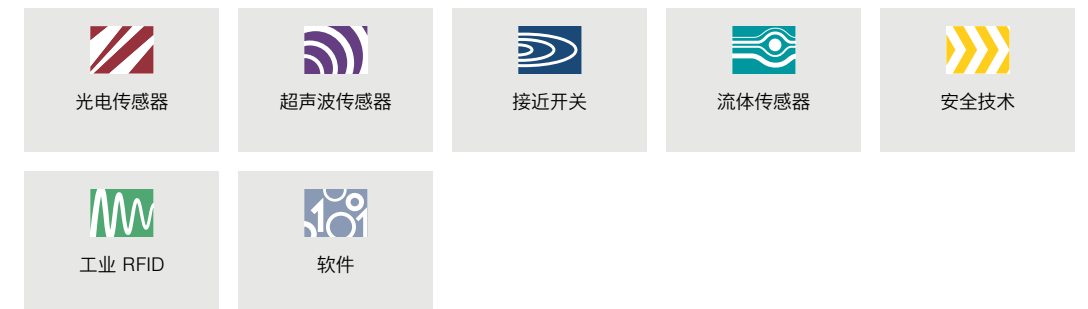 光电传感器
超声波传感器
接近开关
流体传感器
安全技术
工业 RFID
软件